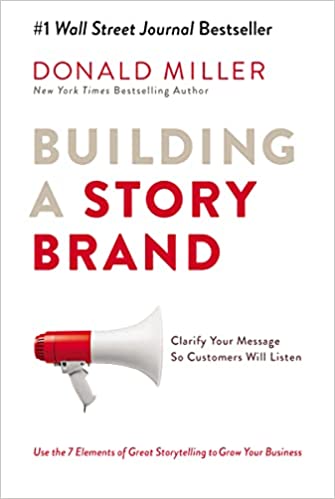 #1 Wall Street Journal Bestseller
DONALD MILLER
New York Times Bestselling Author
BUILDING
A STORY
BRAND
Clarify Your Message
So Customers Will Listen
Use the 7 Elements of Great Storytelling to Grow Your Business